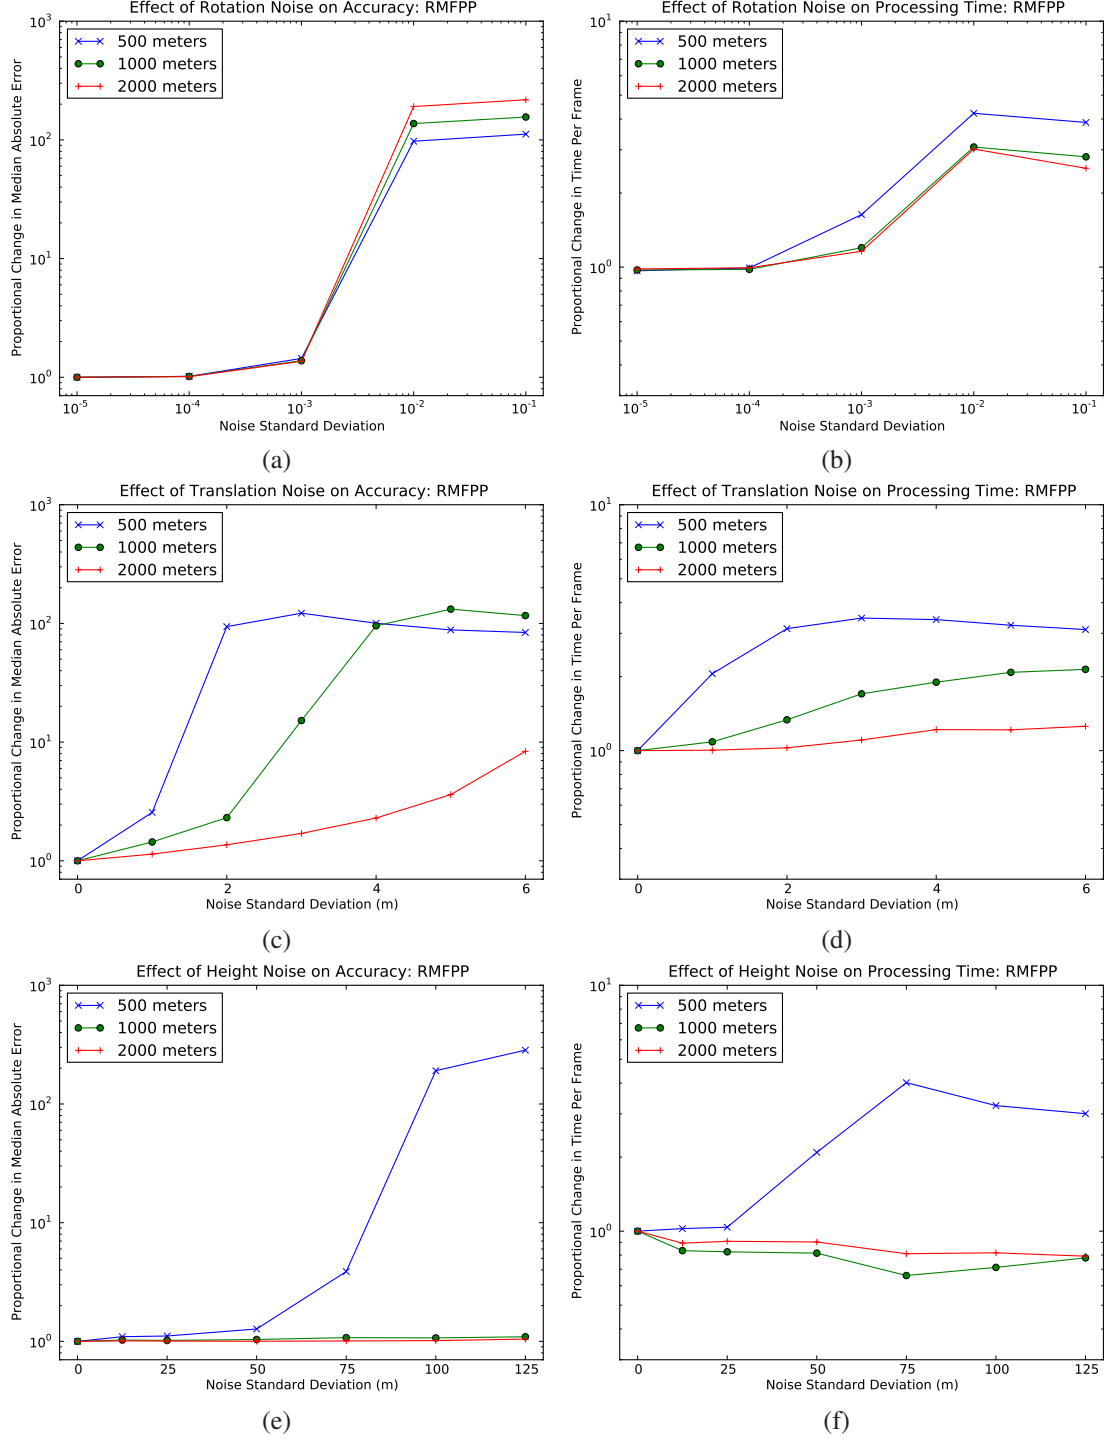 Effect of Rotation Noise on Accuracy: RMFPP
Proportional Change in Median Absolute Error
10^3
10^2
10^1
10^0
500 meters
1000 meters
2000 meters
10^-5 10^-4 10^-3 10^-2 10^-1
Noise Standard Deviation
(a)
Effect of Rotation Noise on Processing Time: RMFPP
Proportional Change in Time Per Frame
10^1
10^0
500 meters
1000 meters
2000 meters
10^-5 10^-4 10^-3 10^-2 10^-1
Noise Standard Deviation
(b)
Effect of Translation Noise on Accuracy: RMFPP
Proportional Change in Median Absolute Error
10^3
10^2
10^1
10^0
500 meters
1000 meters
2000 meters
0 2 4 6
Noise Standard Deviation (m)
(c)
Effect of Translation Noise on Processing Time: RMFPP
Proportional Change in Time Per Frame
10^1
10^0
500 meters
1000 meters
2000 meters
0 2 4 6
Noise Standard Deviation (m)
(d)
Effect of Height Noise on Accuracy: RMFPP
Proportional Change in Median Absolute Error
10^3
10^2
10^1
10^0
500 meters
1000 meters
2000 meters
0 25 50 75 100 125
Noise Standard Deviation (m)
(e)
Effect of Height Noise on Processing Time: RMFPP
Proportional Change in Time Per Frame
10^1
10^0
500 meters
1000 meters
2000 meters
0 25 50 75 100 125
Noise Standard Deviation (m)
(f)